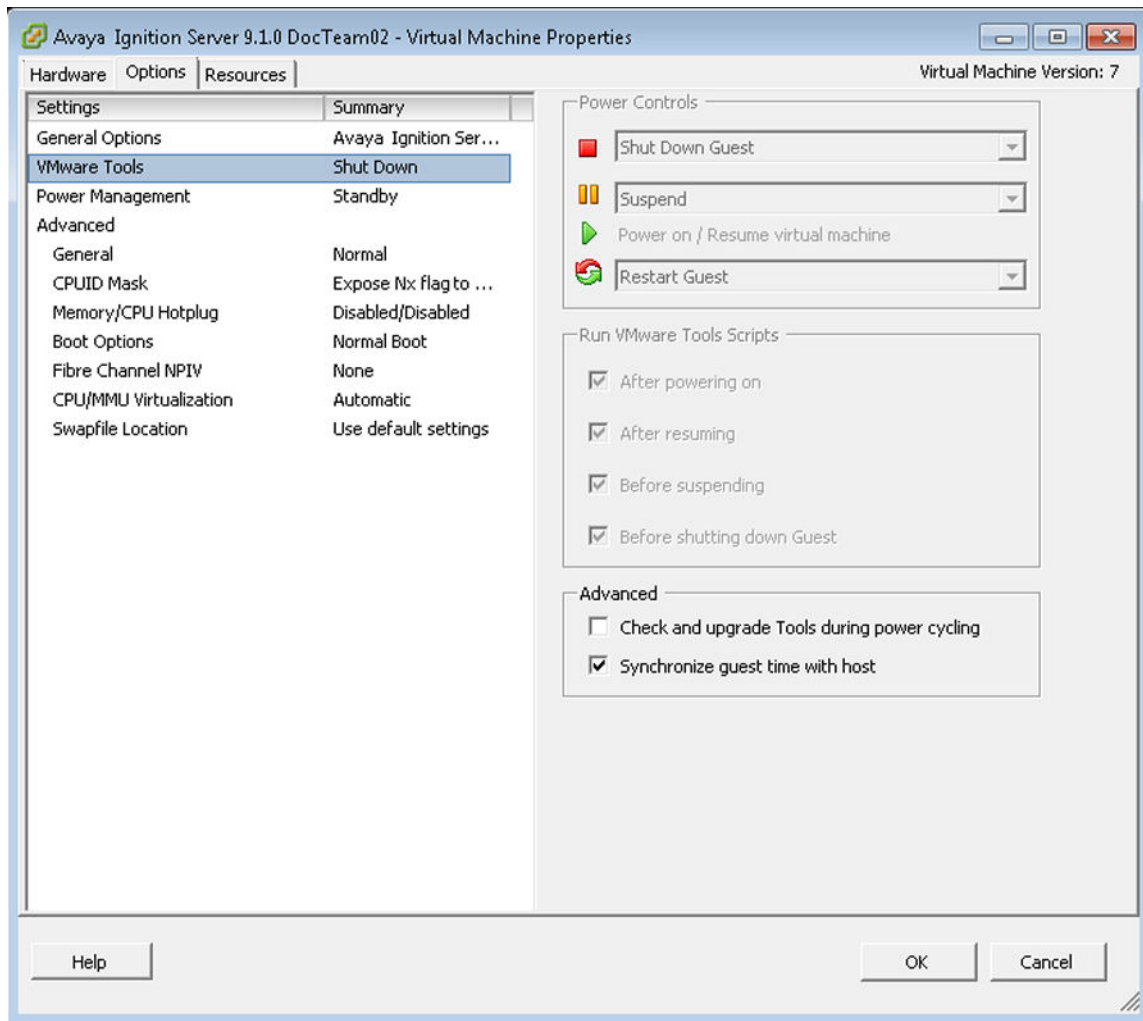 Avaya Ignition Server 9.1.0 DocTeam02 - Virtual Machine Properties
Hardware Options Resources Virtual Machine Version: 7
Settings Summary
General Options Avaya Ignition Ser...
VMware Tools Shut Down
Power Management Standby
Advanced
General Normal
CPUID Mask Expose Nx flag to ...
Memory/CPU Hotplug Disabled/Disabled
Boot Options Normal Boot
Fibre Channel NPIV None
CPU/MMU Virtualization Automatic
Swapfile Location Use default settings
Power Controls
Shut Down Guest
Suspend
Power on / Resume virtual machine
Restart Guest
Run VMware Tools Scripts
After powering on
After resuming
Before suspending
Before shutting down Guest
Advanced
Check and upgrade Tools during power cycling
Synchronize guest time with host
Help OK Cancel